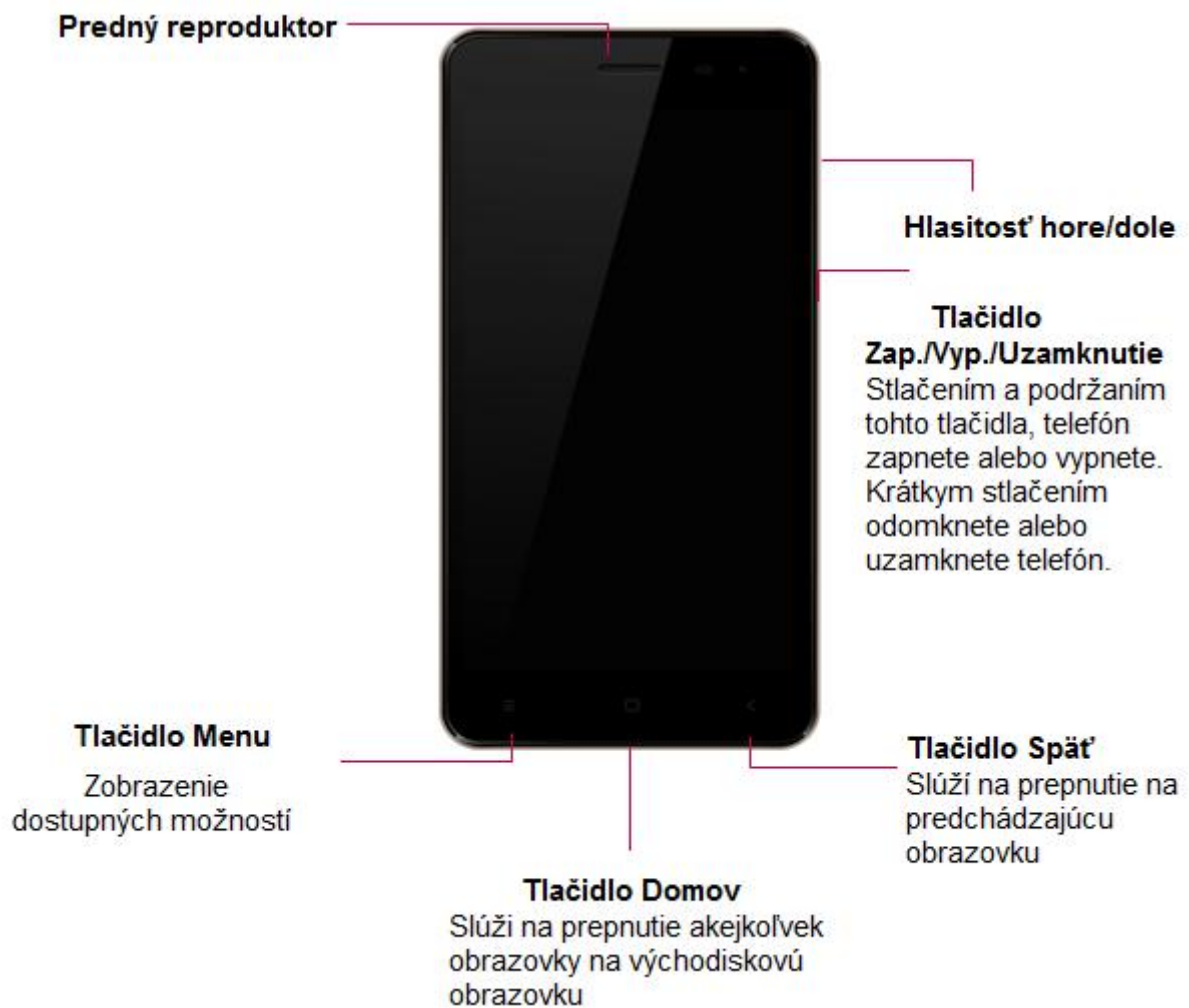 Predný reproduktor
Hlasitosť hore/dole
Tlačidlo
Zap./Vyp./Uzamknutie
Stlačením a podržaním
tohto tlačidla, telefón
zapnete alebo vypnete.
Krátkym stlačením
odomknete alebo
uzamknete telefón.
Tlačidlo Menu
Zobrazenie
dostupných možností
Tlačidlo Späť
Slúží na prepnutie na
predchádzajúcu
obrazovku
Tlačidlo Domov
Slúži na prepnutie akejkoľvek
obrazovky na východiskovú
obrazovku